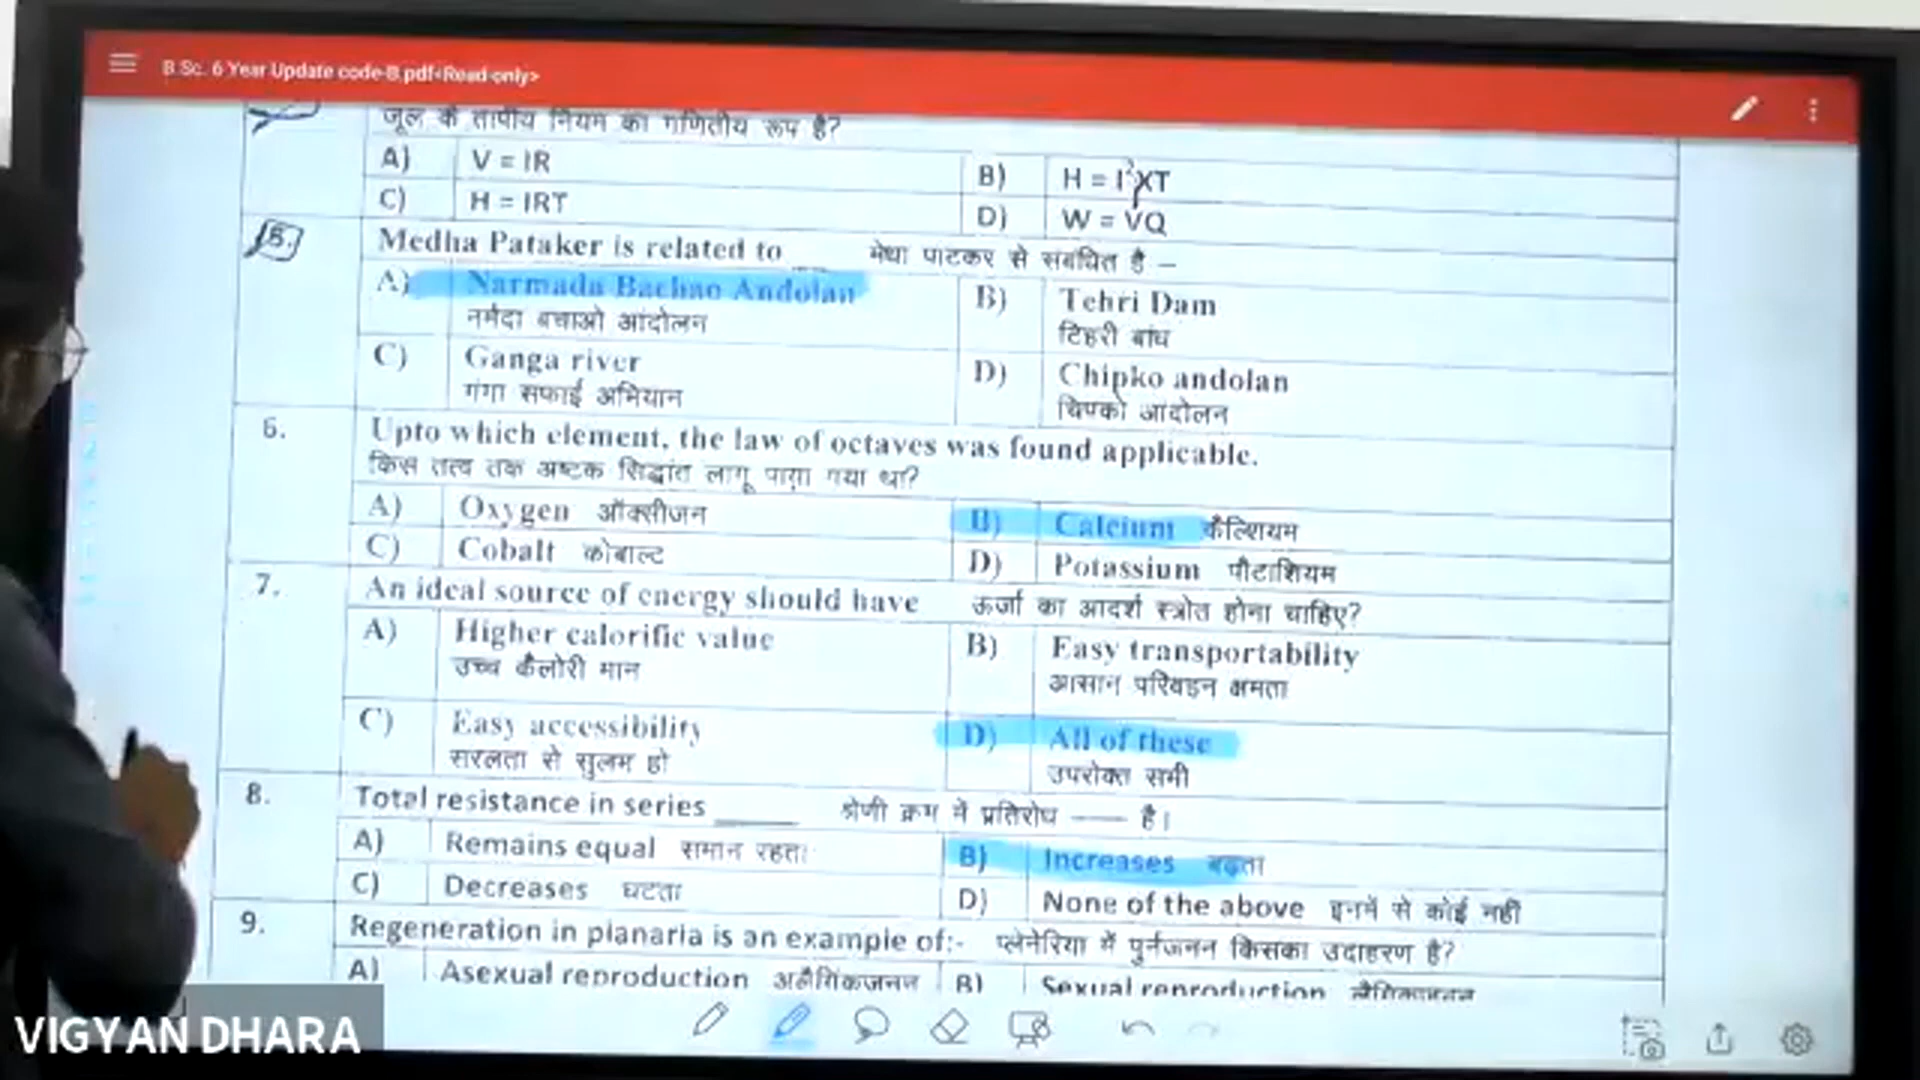 B.Sc. 6 Year Update code-B.pdf<Read-only>
जूल के तापीय नियम का गणितीय रूप है?
A) V = IR B) H = I²XT
C) H = IRT D) W = VQ
5. Medha Pataker is related to __ मेधा पाटकर से संबंधित है –
A) Narmada Bachao Andolan B) Tehri Dam
नर्मदा बचाओ आंदोलन टिहरी बांध
C) Ganga river D) Chipko andolan
गंगा सफाई अभियान चिपको आंदोलन
6. Upto which element, the law of octaves was found applicable.
किस तत्व तक अष्टक सिद्धांत लागू पाया गया था?
A) Oxygen ऑक्सीजन B) Calcium कैल्शियम
C) Cobalt कोबाल्ट D) Potassium पौटाशियम
7. An ideal source of energy should have ऊर्जा का आदर्श स्त्रोत होना चाहिए?
A) Higher calorific value B) Easy transportability
उच्च कैलोरी मान आसान परिवहन क्षमता
C) Easy accessibility D) All of these
सरलता से सुलभ हो उपरोक्त सभी
8. Total resistance in series ______ श्रेणी क्रम में प्रतिरोध —— है।
A) Remains equal समान रहता B) Increases बढ़ता
C) Decreases घटता D) None of the above इनमें से कोई नहीं
9. Regeneration in planaria is an example of:- प्लेनेरिया में पुर्नजनन किसका उदाहरण है?
A) Asexual reproduction अलैगिकजनन B) Sexual reproduction लैगिकजनन
VIGYAN DHARA